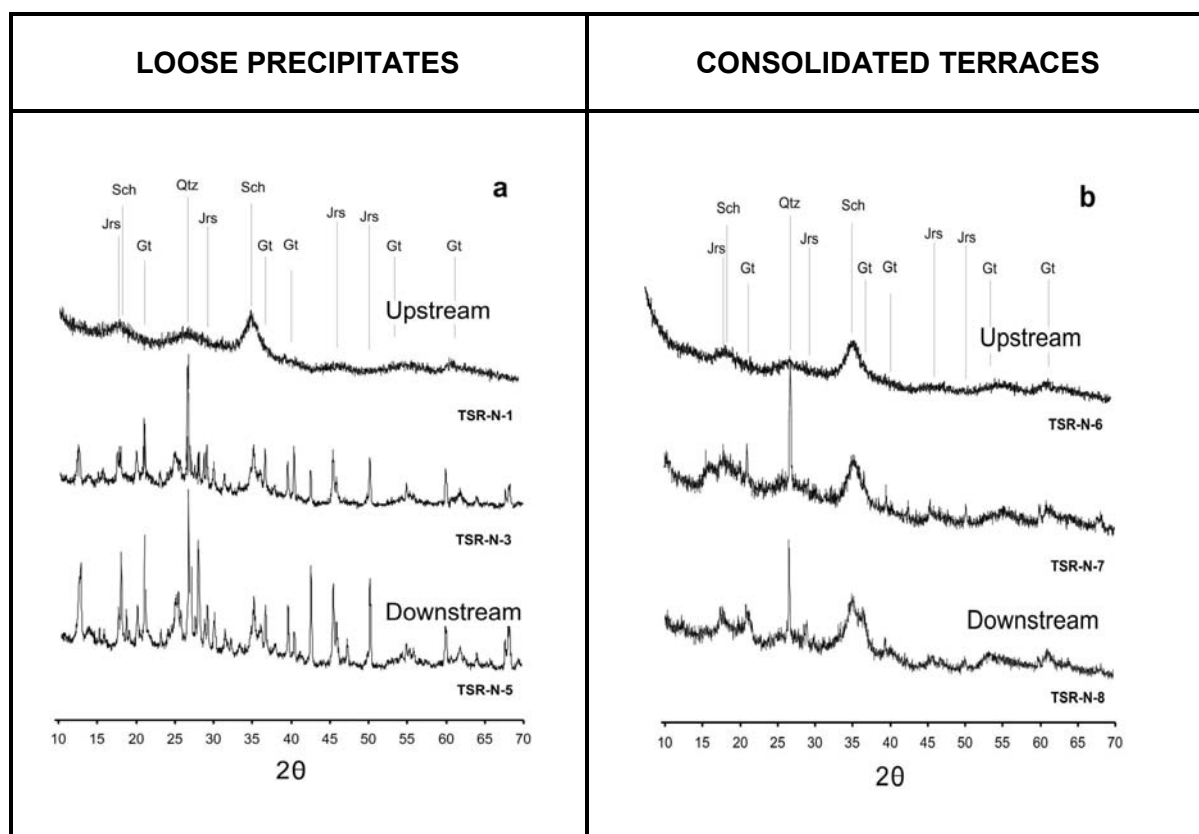 LOOSE PRECIPITATES
CONSOLIDATED TERRACES
a
Sch
Qtz
Sch
Jrs
Jrs
Jrs
Jrs
Gt
Gt
Gt
Gt
Gt
Upstream
TSR-N-1
TSR-N-3
Downstream
TSR-N-5
10 15 20 25 30 35 40 45 50 55 60 65 70
2θ
b
Sch
Qtz
Sch
Jrs
Jrs
Jrs
Jrs
Gt
Gt
Gt
Gt
Gt
Upstream
TSR-N-6
TSR-N-7
Downstream
TSR-N-8
10 15 20 25 30 35 40 45 50 55 60 65 70
2θ